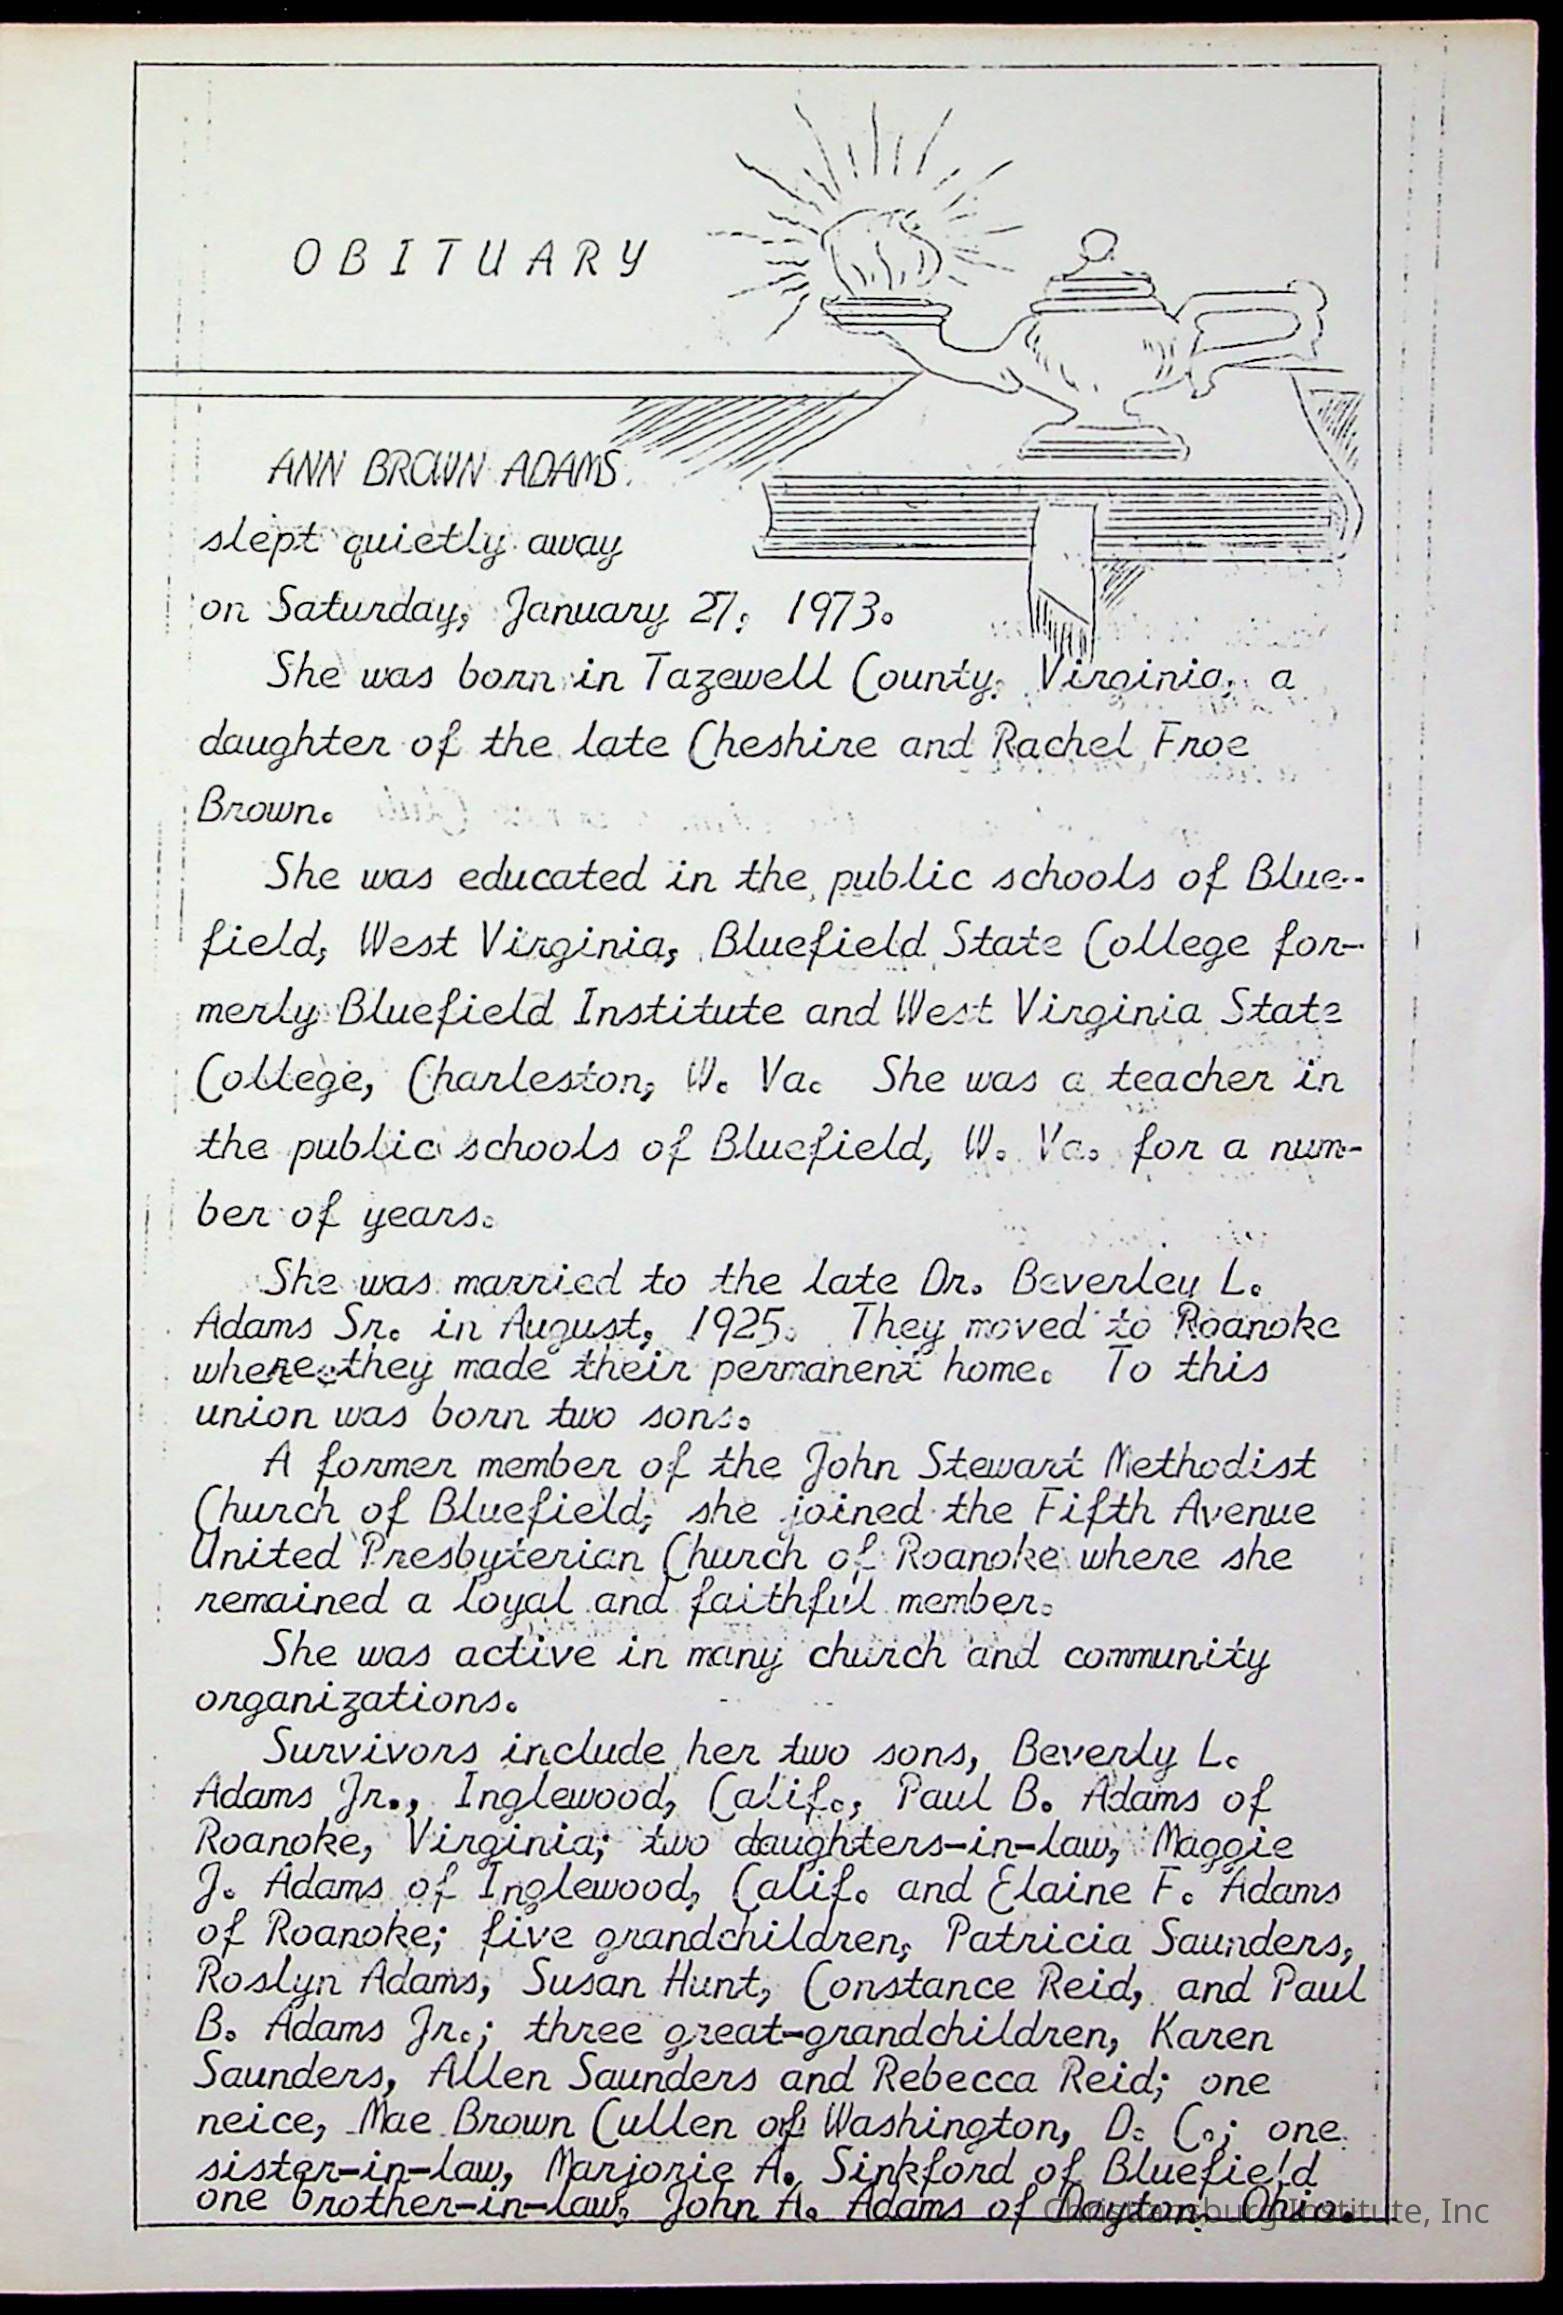 OBITUARY
ANN BROWN ADAMS
slept quietly away
on Saturday, January 27, 1973.
She was born in Tazewell County, Virginia, a
daughter of the late Cheshire and Rachel Froe
Brown.
She was educated in the public schools of Blue-
field, West Virginia, Bluefield State College for-
merly Bluefield Institute and West Virginia State
College, Charleston, W. Va. She was a teacher in
the public schools of Bluefield, W. Va. for a num-
ber of years.
She was married to the late Dr. Beverley L.
Adams Sr. in August, 1925. They moved to Roanoke
where they made their permanent home. To this
union was born two sons.
A former member of the John Stewart Methodist
Church of Bluefield, she joined the Fifth Avenue
United Presbyterian Church of Roanoke where she
remained a loyal and faithful member.
She was active in many church and community
organizations.
Survivors include her two sons, Beverly L.
Adams Jr., Inglewood, Calif., Paul B. Adams of
Roanoke, Virginia; two daughters-in-law, Maggie
J. Adams of Inglewood, Calif. and Elaine F. Adams
of Roanoke; five grandchildren, Patricia Saunders,
Roslyn Adams, Susan Hunt, Constance Reid, and Paul
B. Adams Jr.; three great-grandchildren, Karen
Saunders, Allen Saunders and Rebecca Reid; one
neice, Mae Brown Cullen of Washington, D. C.; one
sister-in-law, Marjorie A. Sinkford of Bluefield
one brother-in-law, John A. Adams of Dayton, Ohio.
Christiansburg Institute, Inc